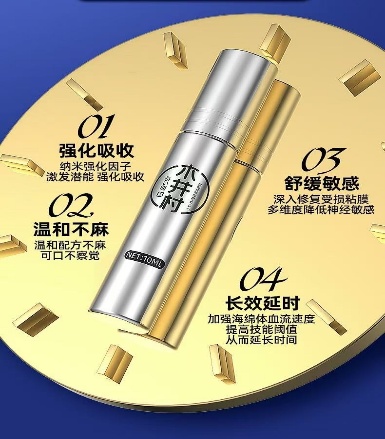 01
强化吸收
纳米强化因子
激发潜能 强化吸收
02
温和不麻
温和配方不麻
可口不察觉
木井村
NET:10ML
03
舒缓敏感
深入修复受损粘膜
多维度降低神经敏感
04
长效延时
加强海绵体血流速度
提高技能阈值
从而延长时间